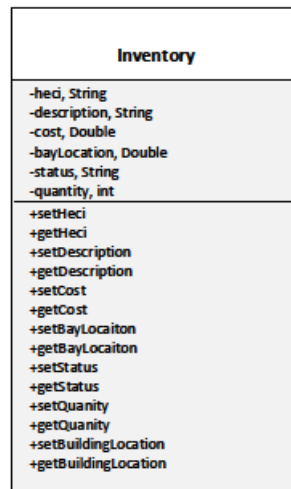 Inventory
-heci, String
-description, String
-cost, Double
-bayLocation, Double
-status, String
-quantity, int
+setHeci
+getHeci
+setDescription
+getDescription
+setCost
+getCost
+setBayLocaiton
+getBayLocaiton
+setStatus
+getStatus
+setQuanity
+getQuanity
+setBuildingLocation
+getBuildingLocation